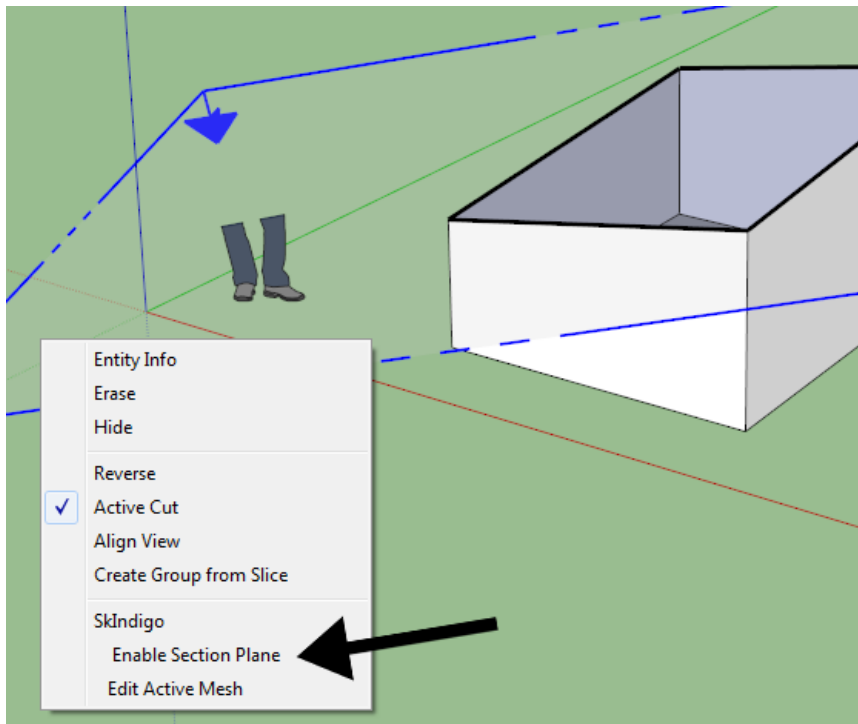 Entity Info
Erase
Hide
Reverse
Active Cut
Align View
Create Group from Slice
SkIndigo
Enable Section Plane
Edit Active Mesh